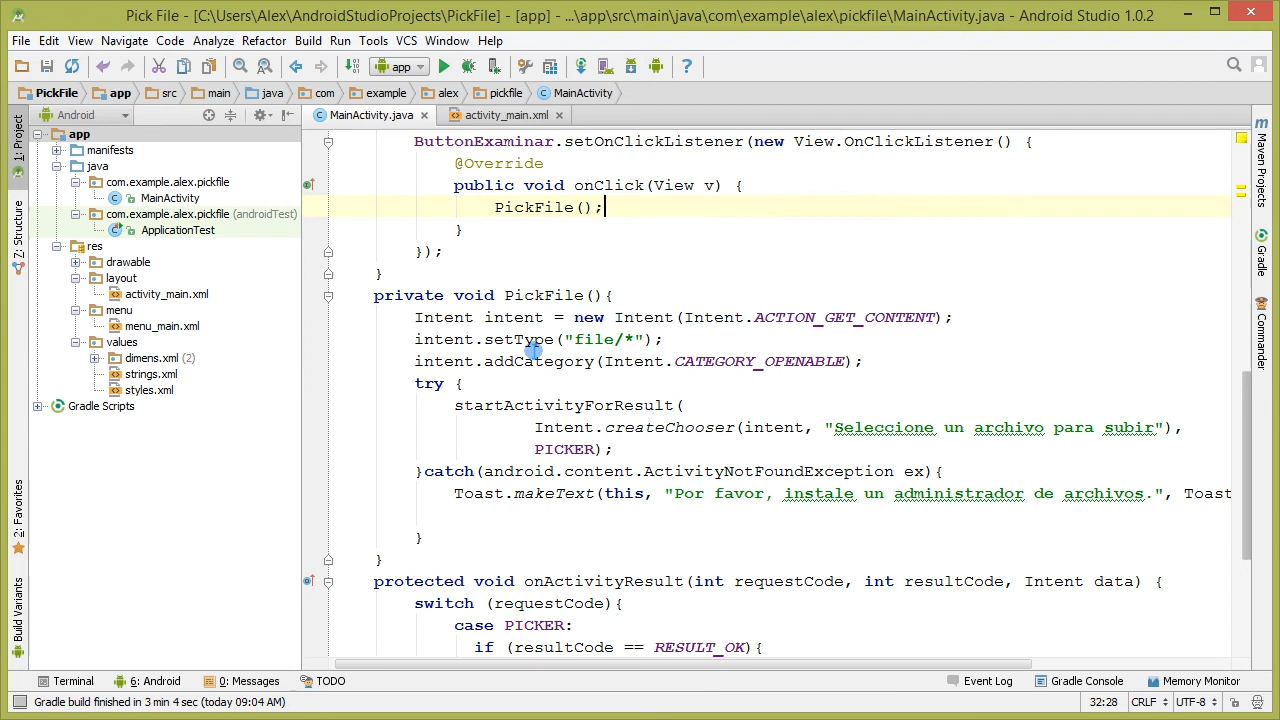 Pick File - [C:\Users\Alex\AndroidStudioProjects\PickFile] - [app] - ...\app\src\main\java\com\example\alex\pickfile\MainActivity.java - Android Studio 1.0.2
File Edit View Navigate Code Analyze Refactor Build Run Tools VCS Window Help
app
PickFile app src main java com example alex pickfile MainActivity
Android
MainActivity.java activity_main.xml
1: Project
Z: Structure
2: Favorites
Build Variants
app
manifests
java
com.example.alex.pickfile
MainActivity
com.example.alex.pickfile (androidTest)
ApplicationTest
res
drawable
layout
activity_main.xml
menu
menu_main.xml
values
dimens.xml (2)
strings.xml
styles.xml
Gradle Scripts
ButtonExaminar.setOnClickListener(new View.OnClickListener() {
@Override
public void onClick(View v) {
PickFile();
}
});
}
private void PickFile(){
Intent intent = new Intent(Intent.ACTION_GET_CONTENT);
intent.setType("file/*");
intent.addCategory(Intent.CATEGORY_OPENABLE);
try {
startActivityForResult(
Intent.createChooser(intent, "Seleccione un archivo para subir"),
PICKER);
}catch(android.content.ActivityNotFoundException ex){
Toast.makeText(this, "Por favor, instale un administrador de archivos.", Toast
}
}
protected void onActivityResult(int requestCode, int resultCode, Intent data) {
switch (requestCode){
case PICKER:
if (resultCode == RESULT_OK){
Maven Projects
Gradle
Commander
Terminal 6: Android 0: Messages TODO Event Log Gradle Console Memory Monitor
Gradle build finished in 3 min 4 sec (today 09:04 AM) 32:28 CRLF UTF-8